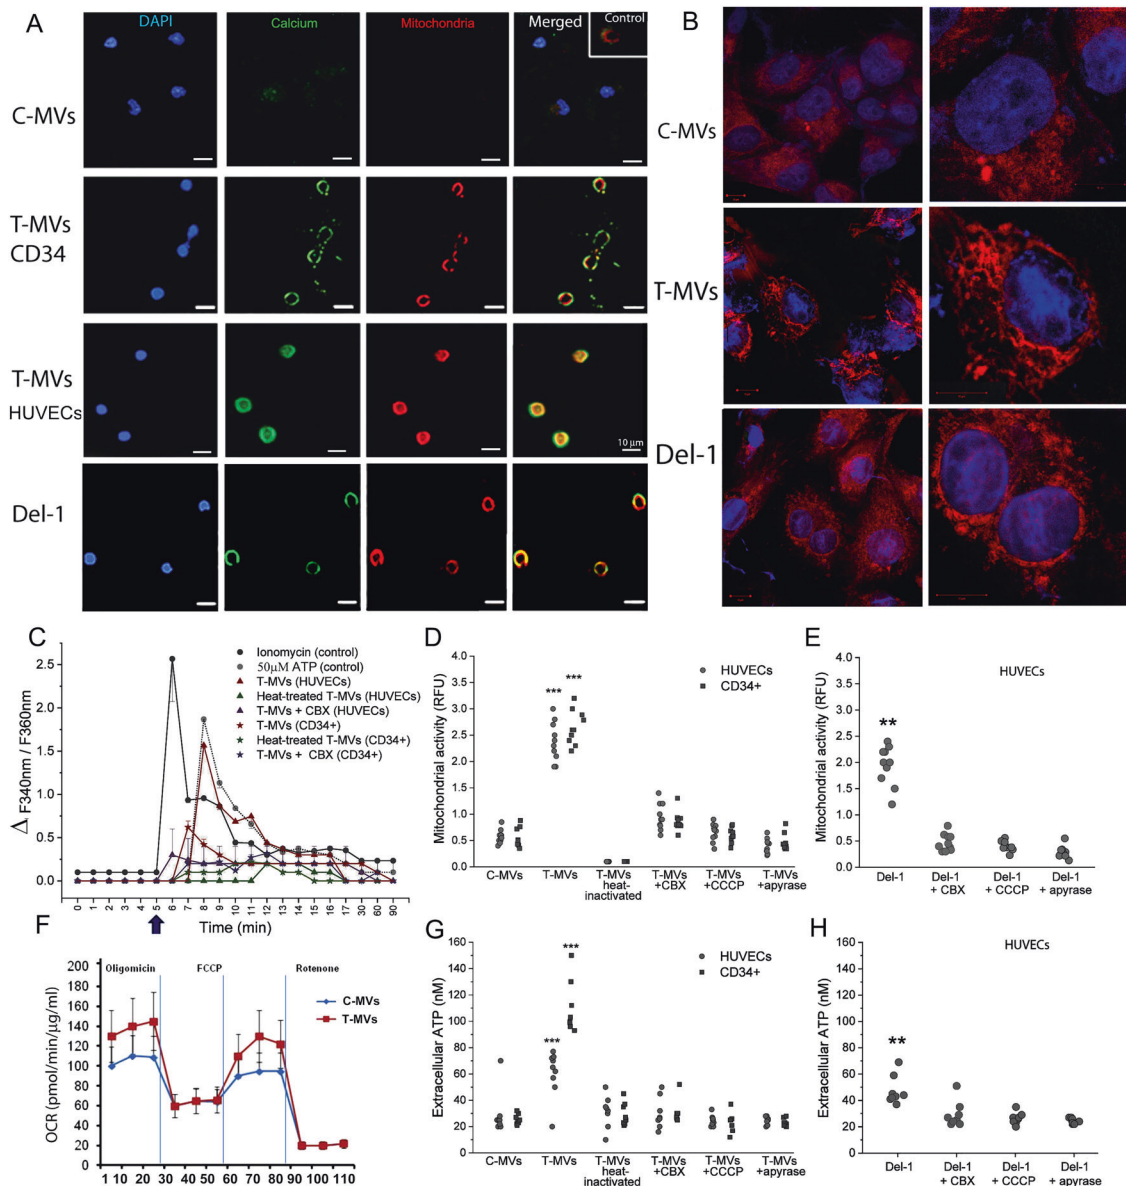 A
DAPI
Calcium
Mitochondria
Merged
Control
C-MVs
T-MVs
CD34
T-MVs
HUVECs
10 µm
Del-1
B
C-MVs
T-MVs
Del-1
C
Δ F340nm / F360nm
2.5
2.0
1.5
1.0
0.5
0.0
Ionomycin (control)
50µM ATP (control)
T-MVs (HUVECs)
Heat-treated T-MVs (HUVECs)
T-MVs + CBX (HUVECs)
T-MVs (CD34+)
Heat-treated T-MVs (CD34+)
T-MVs + CBX (CD34+)
0 1 2 3 4 5 6 7 8 9 10 11 12 13 14 15 16 17 30 60 90
Time (min)
D
Mitochondrial activity (RFU)
4.0
3.5
3.0
2.5
2.0
1.5
1.0
0.5
0.0
HUVECs
CD34+
*** ***
C-MVs
T-MVs
T-MVs heat-inactivated
T-MVs +CBX
T-MVs +CCCP
T-MVs +apyrase
E
HUVECs
Mitochondrial activity (RFU)
4.0
3.5
3.0
2.5
2.0
1.5
1.0
0.5
0.0
**
Del-1
Del-1 + CBX
Del-1 + CCCP
Del-1 + apyrase
F
OCR (pmol/min/µg/ml)
200
180
160
140
120
100
80
60
40
20
0
Oligomicin
FCCP
Rotenone
C-MVs
T-MVs
1 10 20 30 40 50 60 70 80 90 100 110
G
Extracellular ATP (nM)
160
140
120
100
80
60
40
20
0
HUVECs
CD34+
*** ***
C-MVs
T-MVs
T-MVs heat-inactivated
T-MVs +CBX
T-MVs +CCCP
T-MVs +apyrase
H
HUVECs
Extracellular ATP (nM)
160
140
120
100
80
60
40
20
0
**
Del-1
Del-1 + CBX
Del-1 + CCCP
Del-1 + apyrase